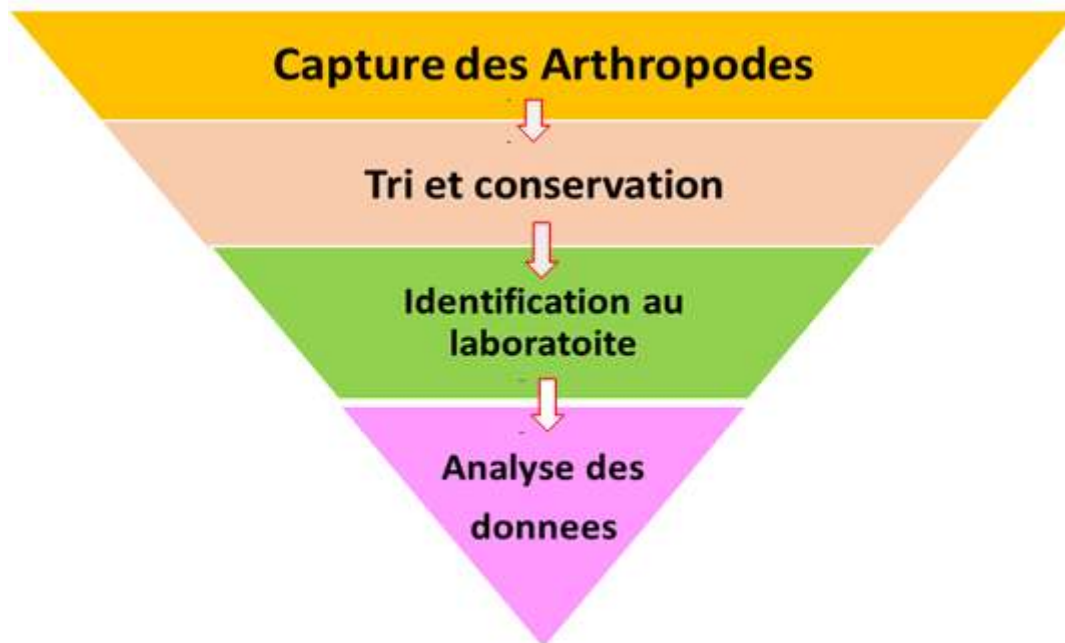 Capture des Arthropodes
Tri et conservation
Identification au
laboratoite
Analyse des
donnees